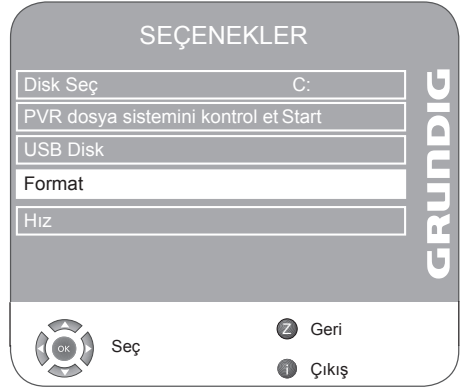 SEÇENEKLER
Disk Seç C:
PVR dosya sistemini kontrol et Start
USB Disk
Format
Hız
GRUNDIG
OK
Seç
Z Geri
i Çıkış